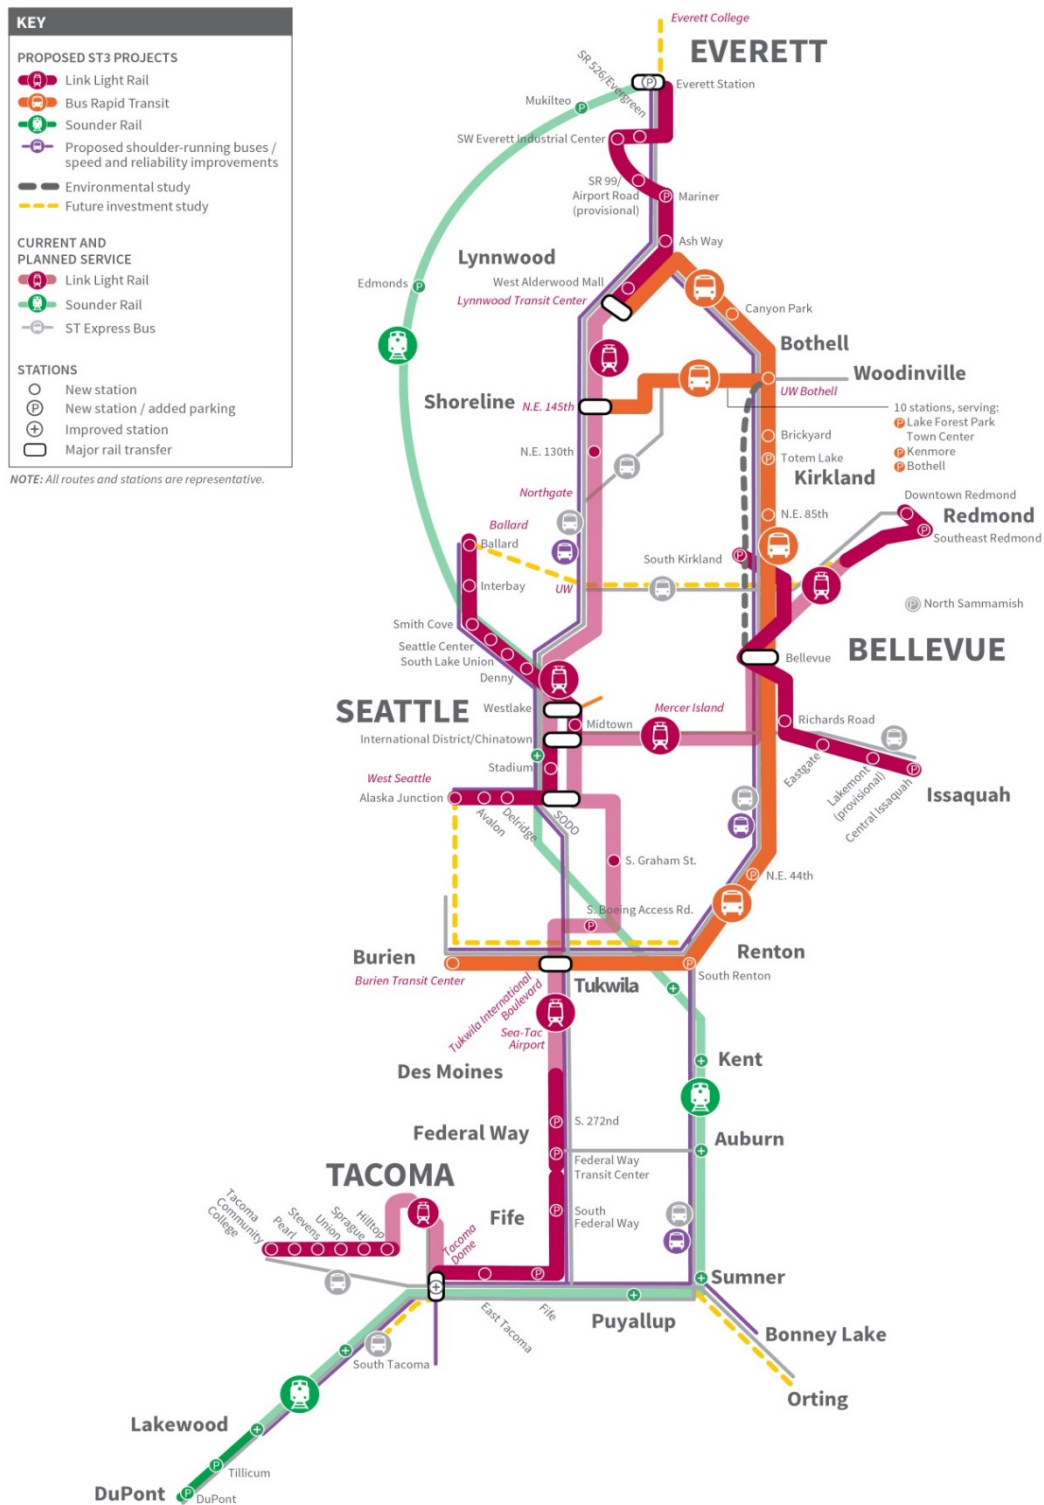 KEY
PROPOSED ST3 PROJECTS
Link Light Rail
Bus Rapid Transit
Sounder Rail
Proposed shoulder-running buses /
speed and reliability improvements
Environmental study
Future investment study
CURRENT AND
PLANNED SERVICE
Link Light Rail
Sounder Rail
ST Express Bus
STATIONS
New station
P New station / added parking
Improved station
Major rail transfer
NOTE: All routes and stations are representative.
Everett College
EVERETT
SR 526/Evergreen
P
Everett Station
Mukilteo
P
SW Everett Industrial Center
SR 99/
Airport Road
(provisional)
P
Mariner
Ash Way
Lynnwood
West Alderwood Mall
Lynnwood Transit Center
Edmonds
P
Canyon Park
Bothell
Woodinville
UW Bothell
Shoreline
N.E. 145th
10 stations, serving:
P Lake Forest Park
Town Center
P Kenmore
P Bothell
N.E. 130th
Brickyard
P
Totem Lake
Kirkland
Northgate
Downtown Redmond
Redmond
P
Southeast Redmond
N.E. 85th
Ballard
Ballard
South Kirkland
P
Interbay
UW
P
North Sammamish
Smith Cove
Seattle Center
South Lake Union
Denny
Bellevue
BELLEVUE
SEATTLE
Westlake
Midtown
Mercer Island
Richards Road
International District/Chinatown
Stadium
Eastgate
Lakemont
(provisional)
Central Issaquah
P
Issaquah
West Seattle
Alaska Junction
Avalon
Delridge
SODO
S. Graham St.
P
N.E. 44th
S. Boeing Access Rd.
P
Burien
Burien Transit Center
Renton
P
South Renton
Tukwila
Tukwila International
Boulevard
Sea-Tac
Airport
Des Moines
Kent
P
S. 272nd
Federal Way
P
Federal Way
Transit Center
Auburn
TACOMA
Tacoma
Community
College
Pearl
Stevens
Union
Sprague
Hilltop
Fife
P
South
Federal Way
Tacoma
Dome
P
East Tacoma
Fife
Sumner
Puyallup
Bonney Lake
South Tacoma
Orting
Lakewood
P
Tillicum
DuPont
P
DuPont